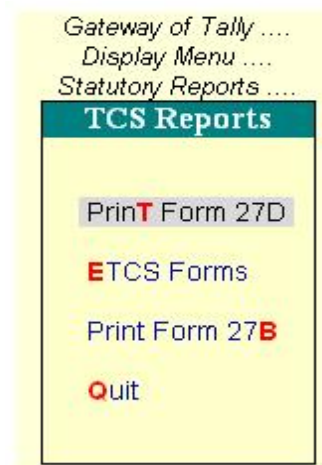 Gateway of Tally ....
Display Menu ....
Statutory Reports ....
TCS Reports
PrinT Form 27D
ETCS Forms
Print Form 27B
Quit